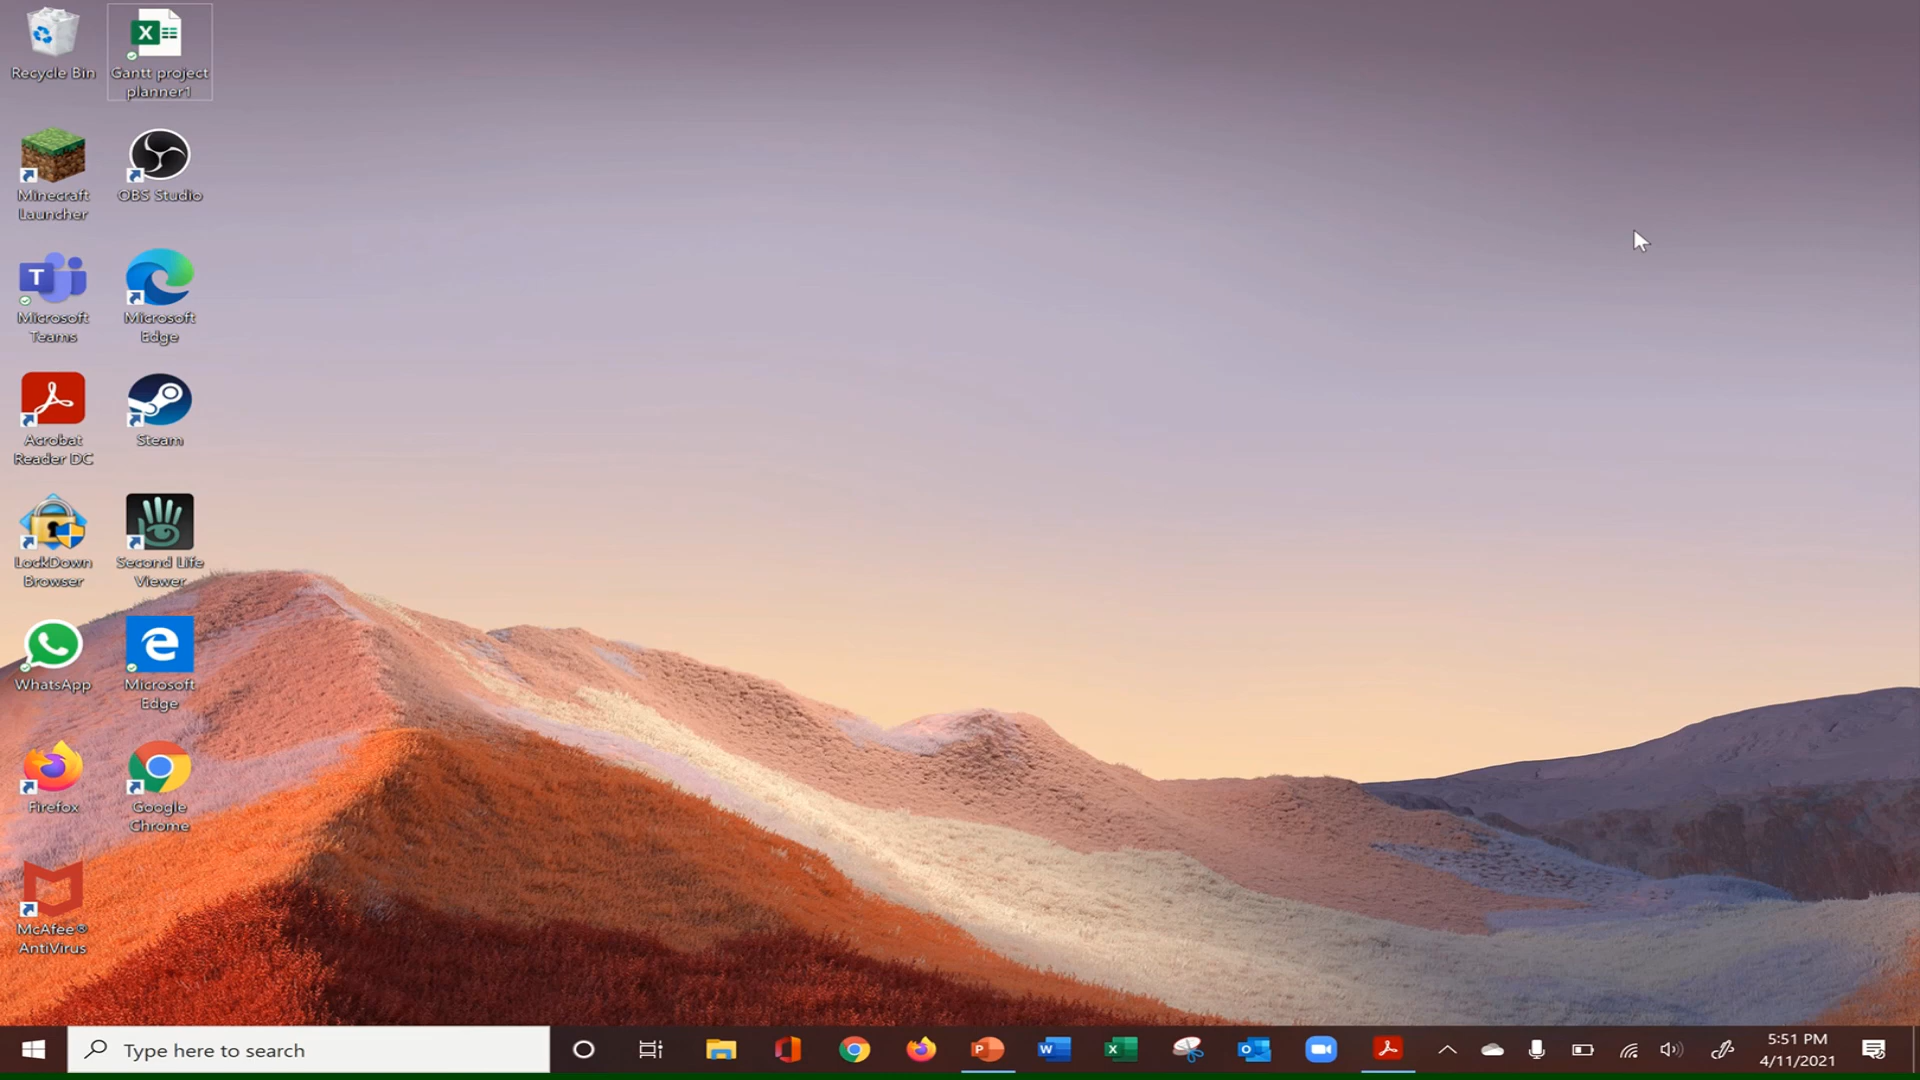 Recycle Bin
Gantt project
planner1
Minecraft
Launcher
OBS Studio
Microsoft
Teams
Microsoft
Edge
Acrobat
Reader DC
Steam
LockDown
Browser
Second Life
Viewer
WhatsApp
Microsoft
Edge
Firefox
Google
Chrome
McAfee®
AntiVirus
Type here to search
5:51 PM
4/11/2021